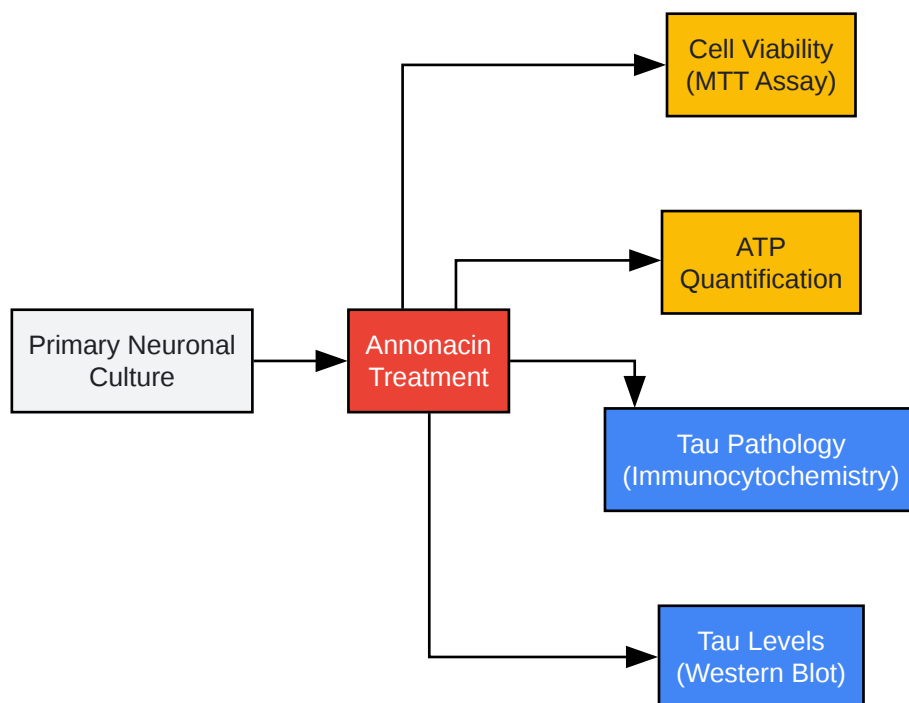 Cell Viability
(MTT Assay)
ATP
Quantification
Primary Neuronal
Culture
Annonacin
Treatment
Tau Pathology
(Immunocytochemistry)
Tau Levels
(Western Blot)